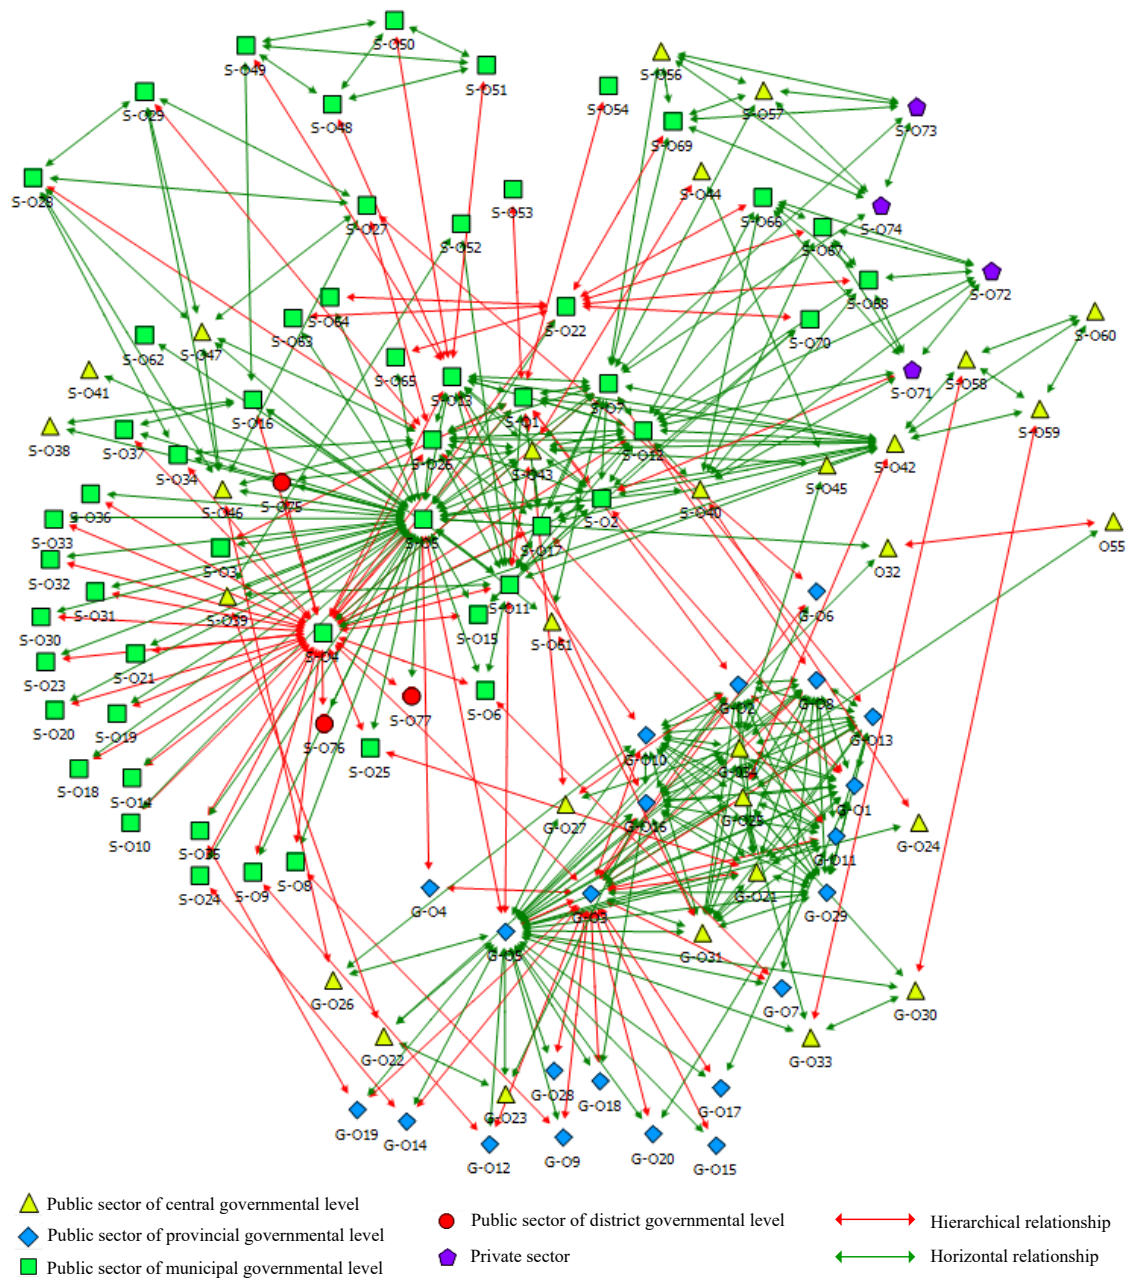 S-O50
S-O49
S-O51
S-O56
S-O54
S-O57
S-O29
S-O48
S-O73
S-O69
S-O44
S-O28
S-O53
S-O66
S-O74
S-O27
S-O52
S-O67
S-O72
S-O64
S-O68
S-O63
S-O22
S-O60
S-O62
S-O47
S-O70
S-O65
S-O58
S-O41
S-O71
S-O13
S-O7
S-O59
S-O16
S-O1
S-O38
S-O37
S-O26
S-O12
S-O42
S-O34
S-O43
S-O45
S-O75
S-O46
S-O40
S-O36
S-O2
S-O33
S-O5
S-O17
O55
S-O3
O32
S-O32
S-O11
S-O31
S-O39
G-O6
S-O15
S-O30
S-O61
S-O4
S-O23
S-O21
G-O2
G-O8
S-O20
S-O19
S-O77
S-O6
G-O13
S-O76
G-O10
S-O25
S-O18
S-O14
G-O1
G-O25
G-O27
G-O16
S-O10
S-O35
G-O11
G-O24
S-O24
S-O9
S-O8
G-O21
G-O4
G-O3
G-O29
G-O5
G-O31
G-O26
G-O7
G-O30
G-O22
G-O33
G-O28
G-O18
G-O23
G-O17
G-O19
G-O14
G-O12
G-O9
G-O20
G-O15
Public sector of central governmental level
Public sector of provincial governmental level
Public sector of municipal governmental level
Public sector of district governmental level
Private sector
Hierarchical relationship
Horizontal relationship